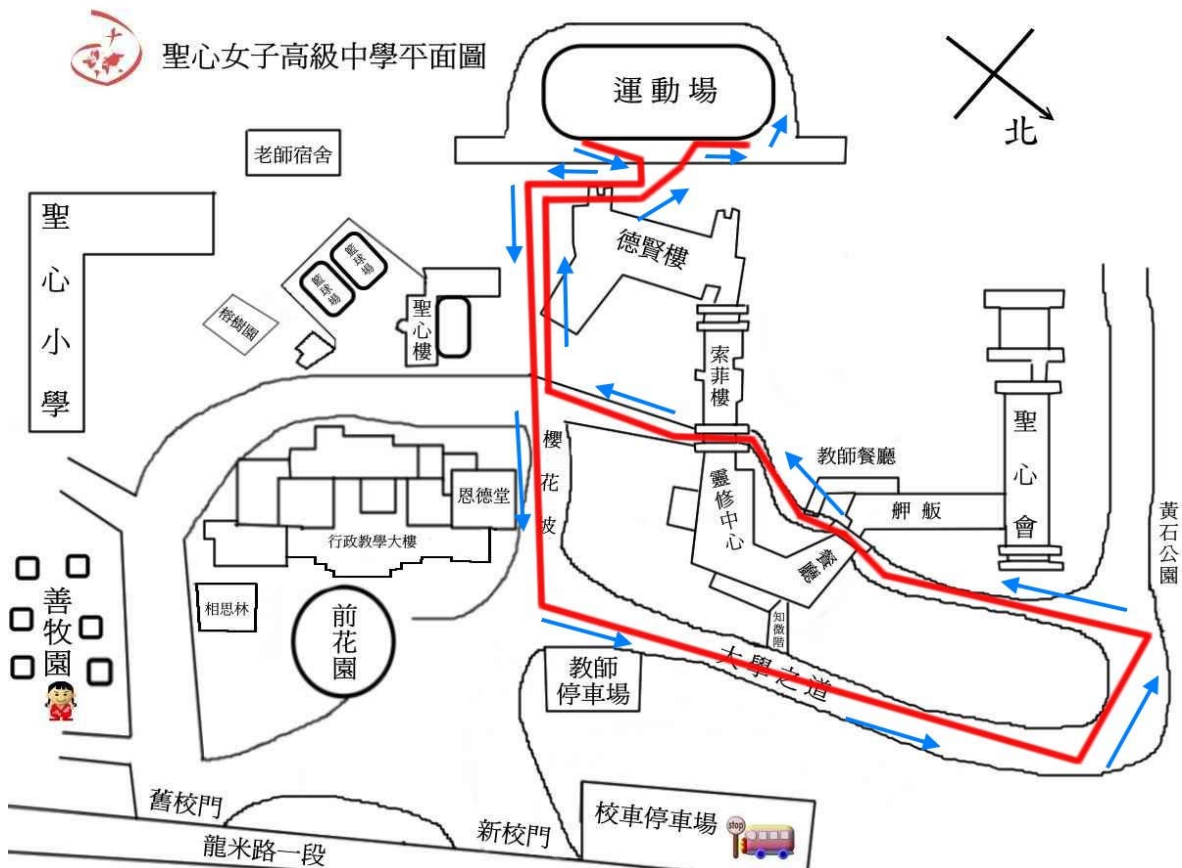 聖心女子高級中學平面圖
運動場
北
老師宿舍
聖心小學
籃球場
籃球場
德賢樓
榕樹園
聖心樓
索菲樓
聖心會
櫻花坡
教師餐廳
恩德堂
靈修中心
舺舨
黃石公園
行政教學大樓
餐廳
善牧園
相思林
前花園
知微階
教師
停車場
大學之道
舊校門
新校門
校車停車場
stop
龍米路一段